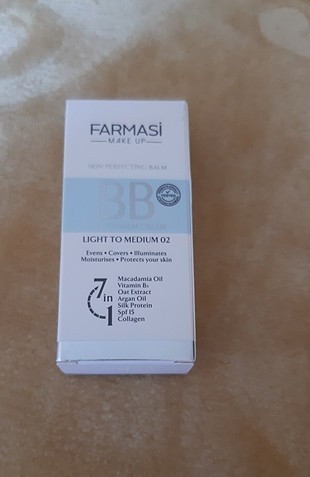 FARMASİ
MAKE UP
SKIN PERFECTING BALM
BB
LIGHT TO MEDIUM 02
Evens • Covers • Illuminates
Moisturises • Protects your skin
7 in 1
Macadamia Oil
Vitamin B₅
Oat Extract
Argan Oil
Silk Protein
Spf 15
Collagen